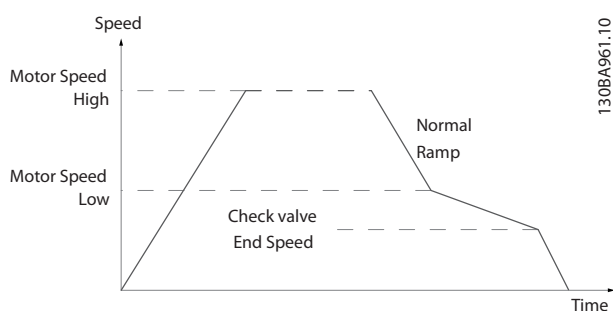 Speed
130BA961.10
Motor Speed
High
Normal
Ramp
Motor Speed
Low
Check valve
End Speed
Time